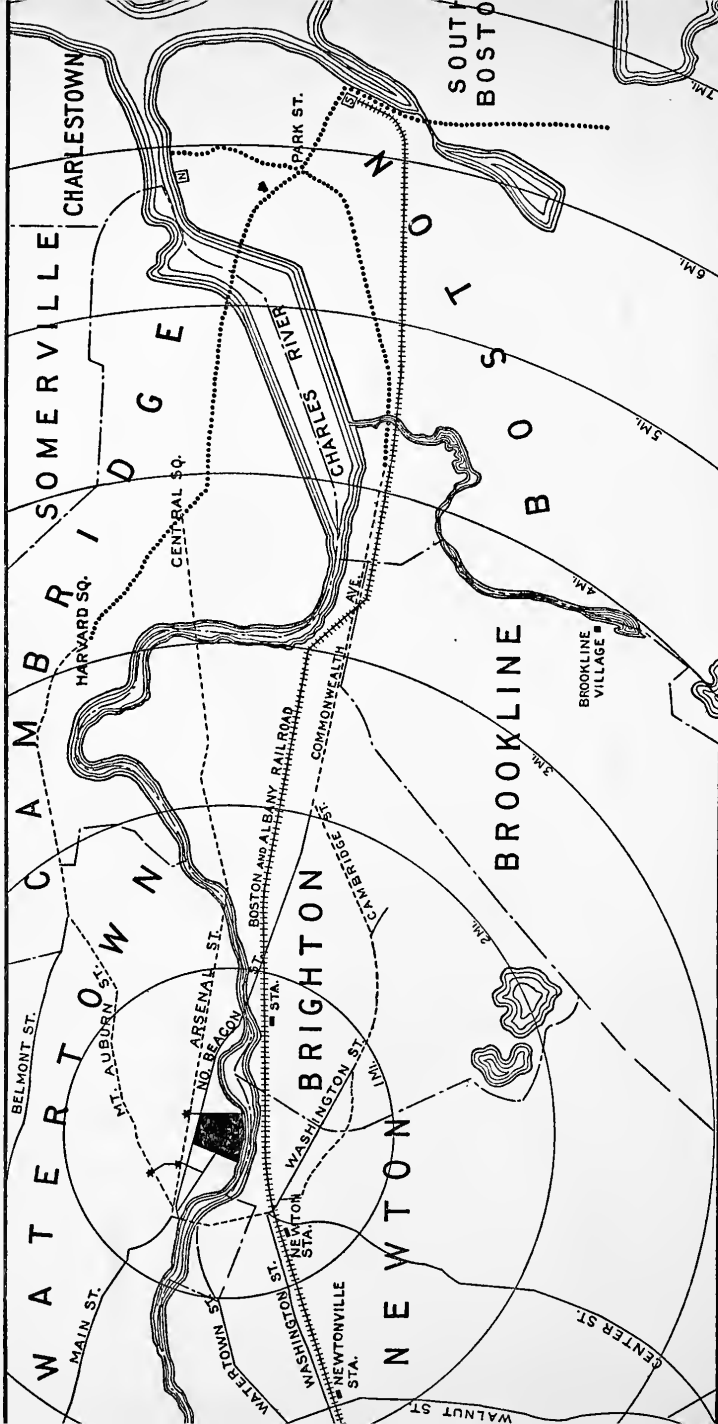 CHARLESTOWN
SOMERVILLE
SOUTH
BOSTO
7 MI.
PARK ST.
S
N
CAMBRIDGE
CENTRAL SQ.
HARVARD SQ.
CHARLES RIVER
BOSTON
6 MI.
5 MI.
4 MI.
3 MI.
2 MI.
1 MI.
BROOKLINE
BROOKLINE
VILLAGE
COMMONWEALTH AVE.
BOSTON AND ALBANY RAILROAD
CAMBRIDGE ST.
BRIGHTON
STA.
WATERTOWN
BELMONT ST.
MT. AUBURN ST.
ARSENAL ST.
NO. BEACON ST.
WASHINGTON ST.
NEWTON
NEWTON
STA.
MAIN ST.
WATERTOWN ST.
WASHINGTON ST.
NEWTONVILLE
STA.
CENTER ST.
WALNUT ST.